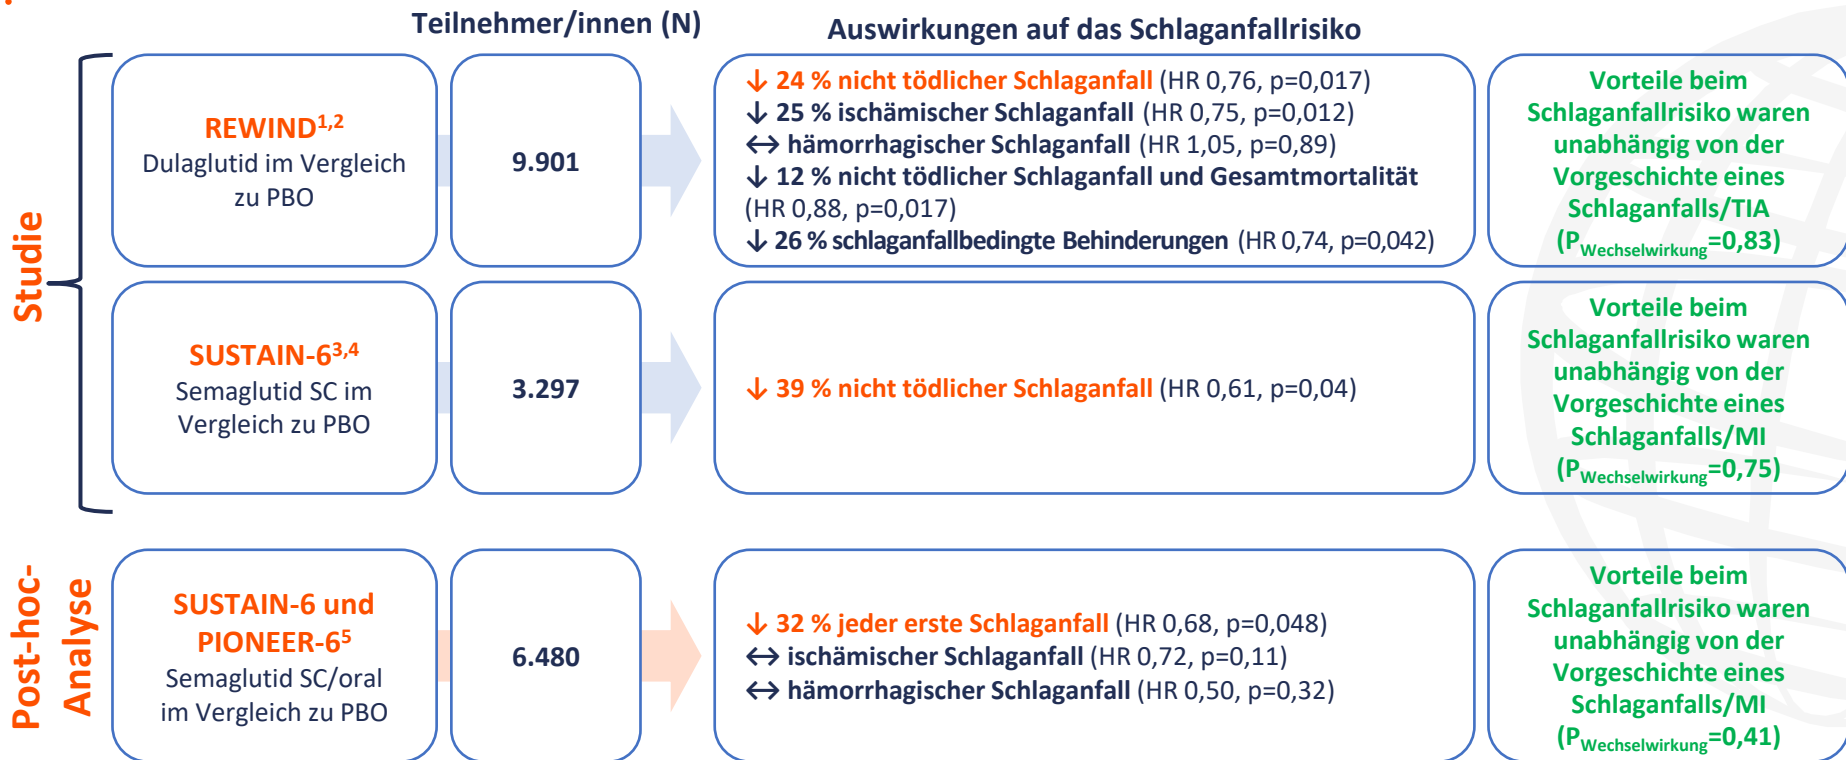 Teilnehmer/innen (N)
Auswirkungen auf das Schlaganfallrisiko
Studie
REWIND1,2
Dulaglutid im Vergleich
zu PBO
9.901
↓ 24 % nicht tödlicher Schlaganfall (HR 0,76, p=0,017)
↓ 25 % ischämischer Schlaganfall (HR 0,75, p=0,012)
↔ hämorrhagischer Schlaganfall (HR 1,05, p=0,89)
↓ 12 % nicht tödlicher Schlaganfall und Gesamtmortalität
(HR 0,88, p=0,017)
↓ 26 % schlaganfallbedingte Behinderungen (HR 0,74, p=0,042)
Vorteile beim
Schlaganfallrisiko waren
unabhängig von der
Vorgeschichte eines
Schlaganfalls/TIA
(PWechselwirkung=0,83)
SUSTAIN-63,4
Semaglutid SC im
Vergleich zu PBO
3.297
↓ 39 % nicht tödlicher Schlaganfall (HR 0,61, p=0,04)
Vorteile beim
Schlaganfallrisiko waren
unabhängig von der
Vorgeschichte eines
Schlaganfalls/MI
(PWechselwirkung=0,75)
Post-hoc-
Analyse
SUSTAIN-6 und
PIONEER-65
Semaglutid SC/oral
im Vergleich zu PBO
6.480
↓ 32 % jeder erste Schlaganfall (HR 0,68, p=0,048)
↔ ischämischer Schlaganfall (HR 0,72, p=0,11)
↔ hämorrhagischer Schlaganfall (HR 0,50, p=0,32)
Vorteile beim
Schlaganfallrisiko waren
unabhängig von der
Vorgeschichte eines
Schlaganfalls/MI
(PWechselwirkung=0,41)